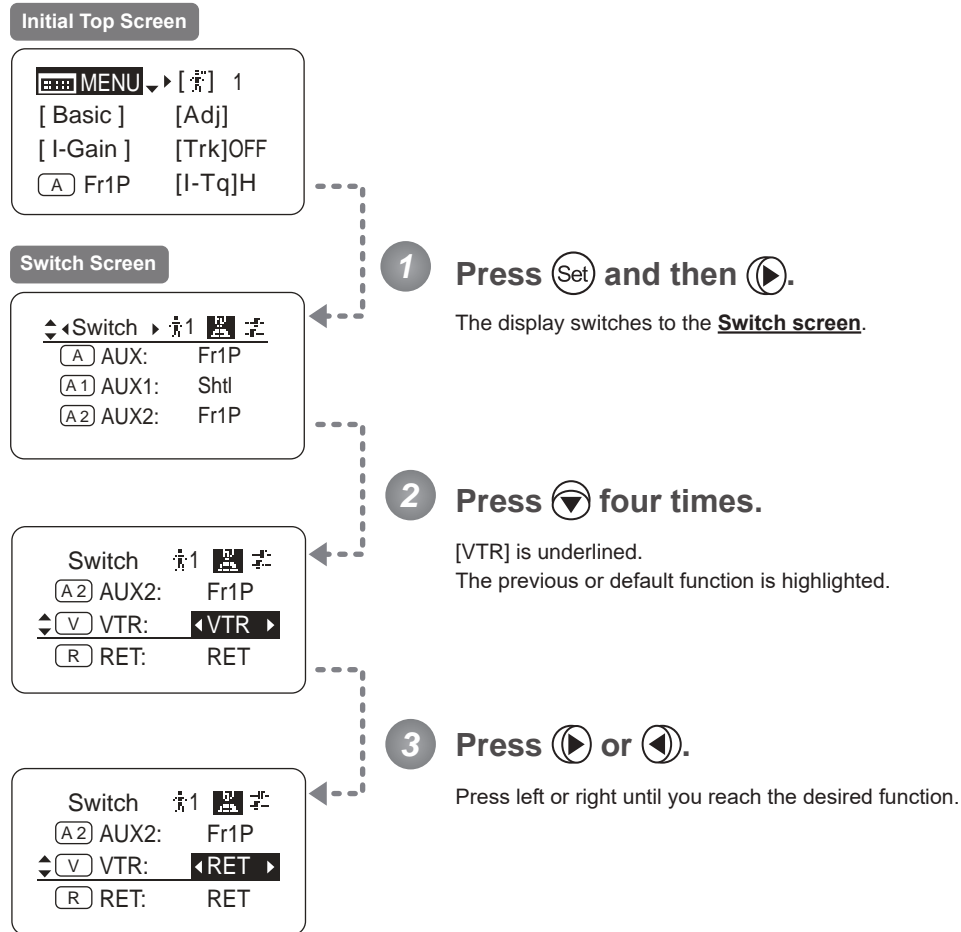 Initial Top Screen
MENU [ ] 1
[ Basic ] [Adj]
[ I-Gain ] [Trk]OFF
A Fr1P [I-Tq]H
Switch Screen
Switch 1
A AUX: Fr1P
A1 AUX1: Shtl
A2 AUX2: Fr1P
1 Press Set and then .
The display switches to the Switch screen.
2 Press four times.
[VTR] is underlined.
The previous or default function is highlighted.
Switch 1
A2 AUX2: Fr1P
V VTR: VTR
R RET: RET
3 Press or .
Press left or right until you reach the desired function.
Switch 1
A2 AUX2: Fr1P
V VTR: RET
R RET: RET